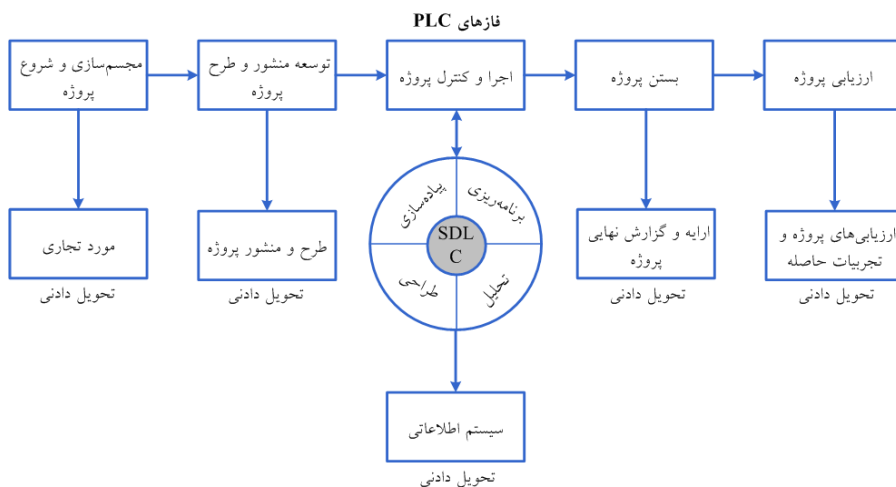 فازهای PLC
مجسم‌سازی و شروع
پروژه
توسعه منشور و طرح
پروژه
اجرا و کنترل پروژه
بستن پروژه
ارزیابی پروژه
مورد تجاری
تحویل دادنی
طرح و منشور پروژه
تحویل دادنی
پیاده‌سازی
برنامه‌ریزی
SDL
C
طراحی
تحلیل
ارایه و گزارش نهایی
پروژه
تحویل دادنی
ارزیابی‌های پروژه و
تجربیات حاصله
تحویل دادنی
سیستم اطلاعاتی
تحویل دادنی